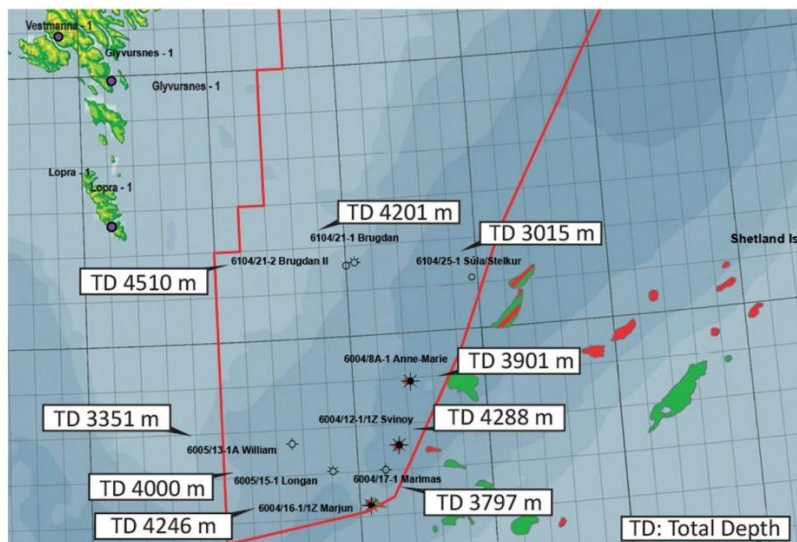 Vestmanna - 1
Glyvursnes - 1
Glyvursnes - 1
Lopra - 1
Lopra - 1
TD 4201 m
6104/21-1 Brugdan
TD 3015 m
Shetland Is
6104/21-2 Brugdan II
6104/25-1 Súla/Stelkur
TD 4510 m
6004/8A-1 Anne-Marie
TD 3901 m
TD 3351 m
6004/12-1/1Z Svinoy
TD 4288 m
6005/13-1A William
6005/15-1 Longan
6004/17-1 Marimas
TD 4000 m
TD 3797 m
6004/16-1/1Z Marjun
TD 4246 m
TD: Total Depth